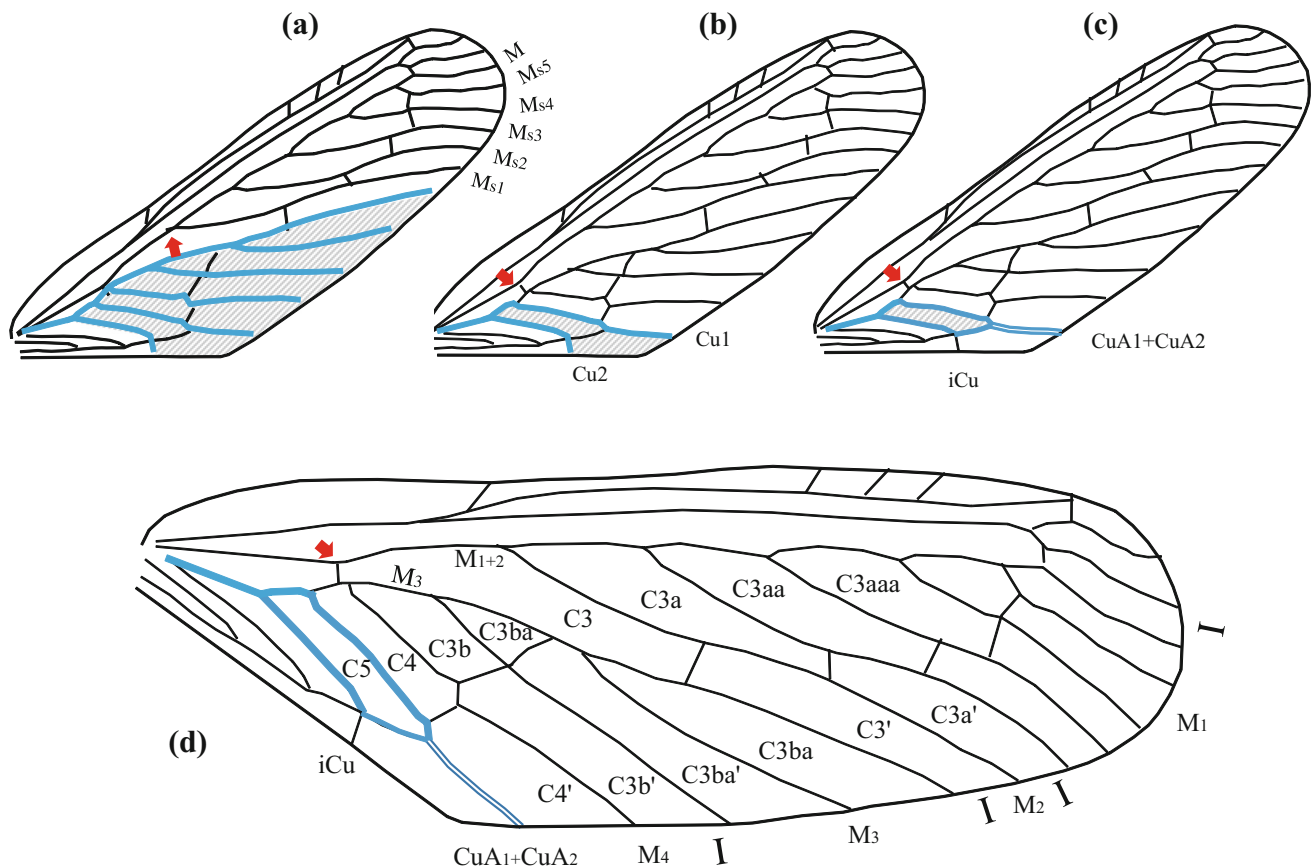 (a)
(b)
(c)
M
Ms5
Ms4
Ms3
Ms2
Ms1
Cu1
Cu2
CuA1+CuA2
iCu
M1+2
M3
C3
C3a
C3aa
C3aaa
C3ba
C3b
C4
C5
C3'
C3a'
M1
I
(d)
iCu
C3ba
C3ba'
C3b'
C4'
I
M2
I
M3
CuA1+CuA2
M4
I